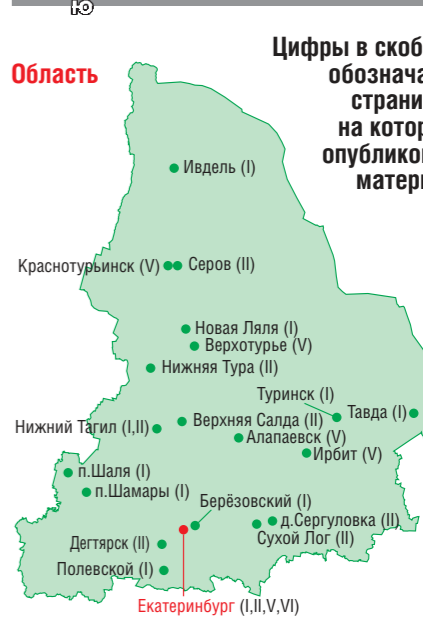 Ю
Область
Цифры в скоб
обознача
страни
на котор
опубликов
матери
Ивдель (I)
Краснотурьинск (V)
Серов (II)
Новая Ляля (I)
Верхотурье (V)
Нижняя Тура (II)
Туринск (I)
Тавда (I)
Нижний Тагил (I,II)
Верхняя Салда (II)
Алапаевск (V)
Ирбит (V)
п.Шаля (I)
п.Шамары (I)
Берёзовский (I)
д.Сергуловка (II)
Сухой Лог (II)
Дегтярск (II)
Полевской (I)
Екатеринбург (I,II,V,VI)